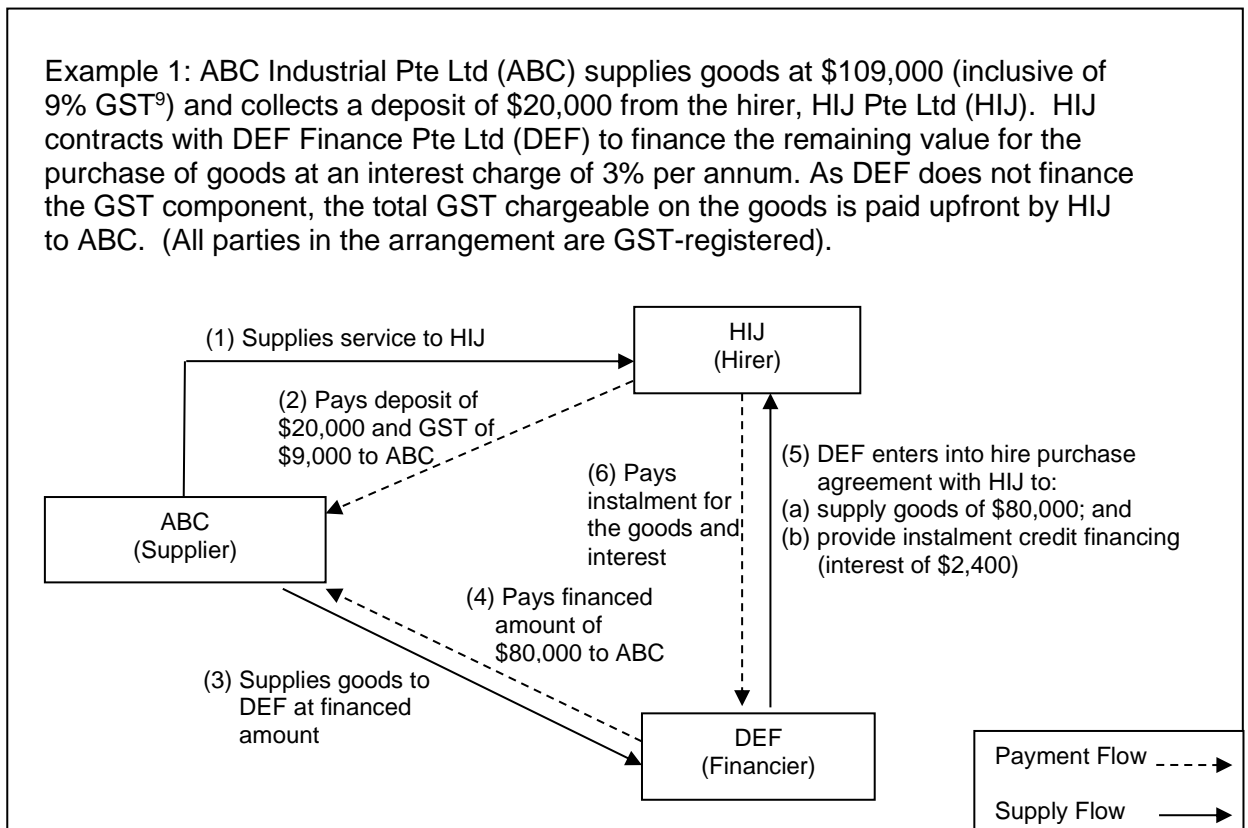 Example 1: ABC Industrial Pte Ltd (ABC) supplies goods at $109,000 (inclusive of
9% GST⁹) and collects a deposit of $20,000 from the hirer, HIJ Pte Ltd (HIJ). HIJ
contracts with DEF Finance Pte Ltd (DEF) to finance the remaining value for the
purchase of goods at an interest charge of 3% per annum. As DEF does not finance
the GST component, the total GST chargeable on the goods is paid upfront by HIJ
to ABC. (All parties in the arrangement are GST-registered).
(1) Supplies service to HIJ
HIJ
(Hirer)
(2) Pays deposit of
$20,000 and GST of
$9,000 to ABC
ABC
(Supplier)
(6) Pays
instalment for
the goods and
interest
(5) DEF enters into hire purchase
agreement with HIJ to:
(a) supply goods of $80,000; and
(b) provide instalment credit financing
(interest of $2,400)
(4) Pays financed
amount of
$80,000 to ABC
(3) Supplies goods to
DEF at financed
amount
DEF
(Financier)
Payment Flow
Supply Flow